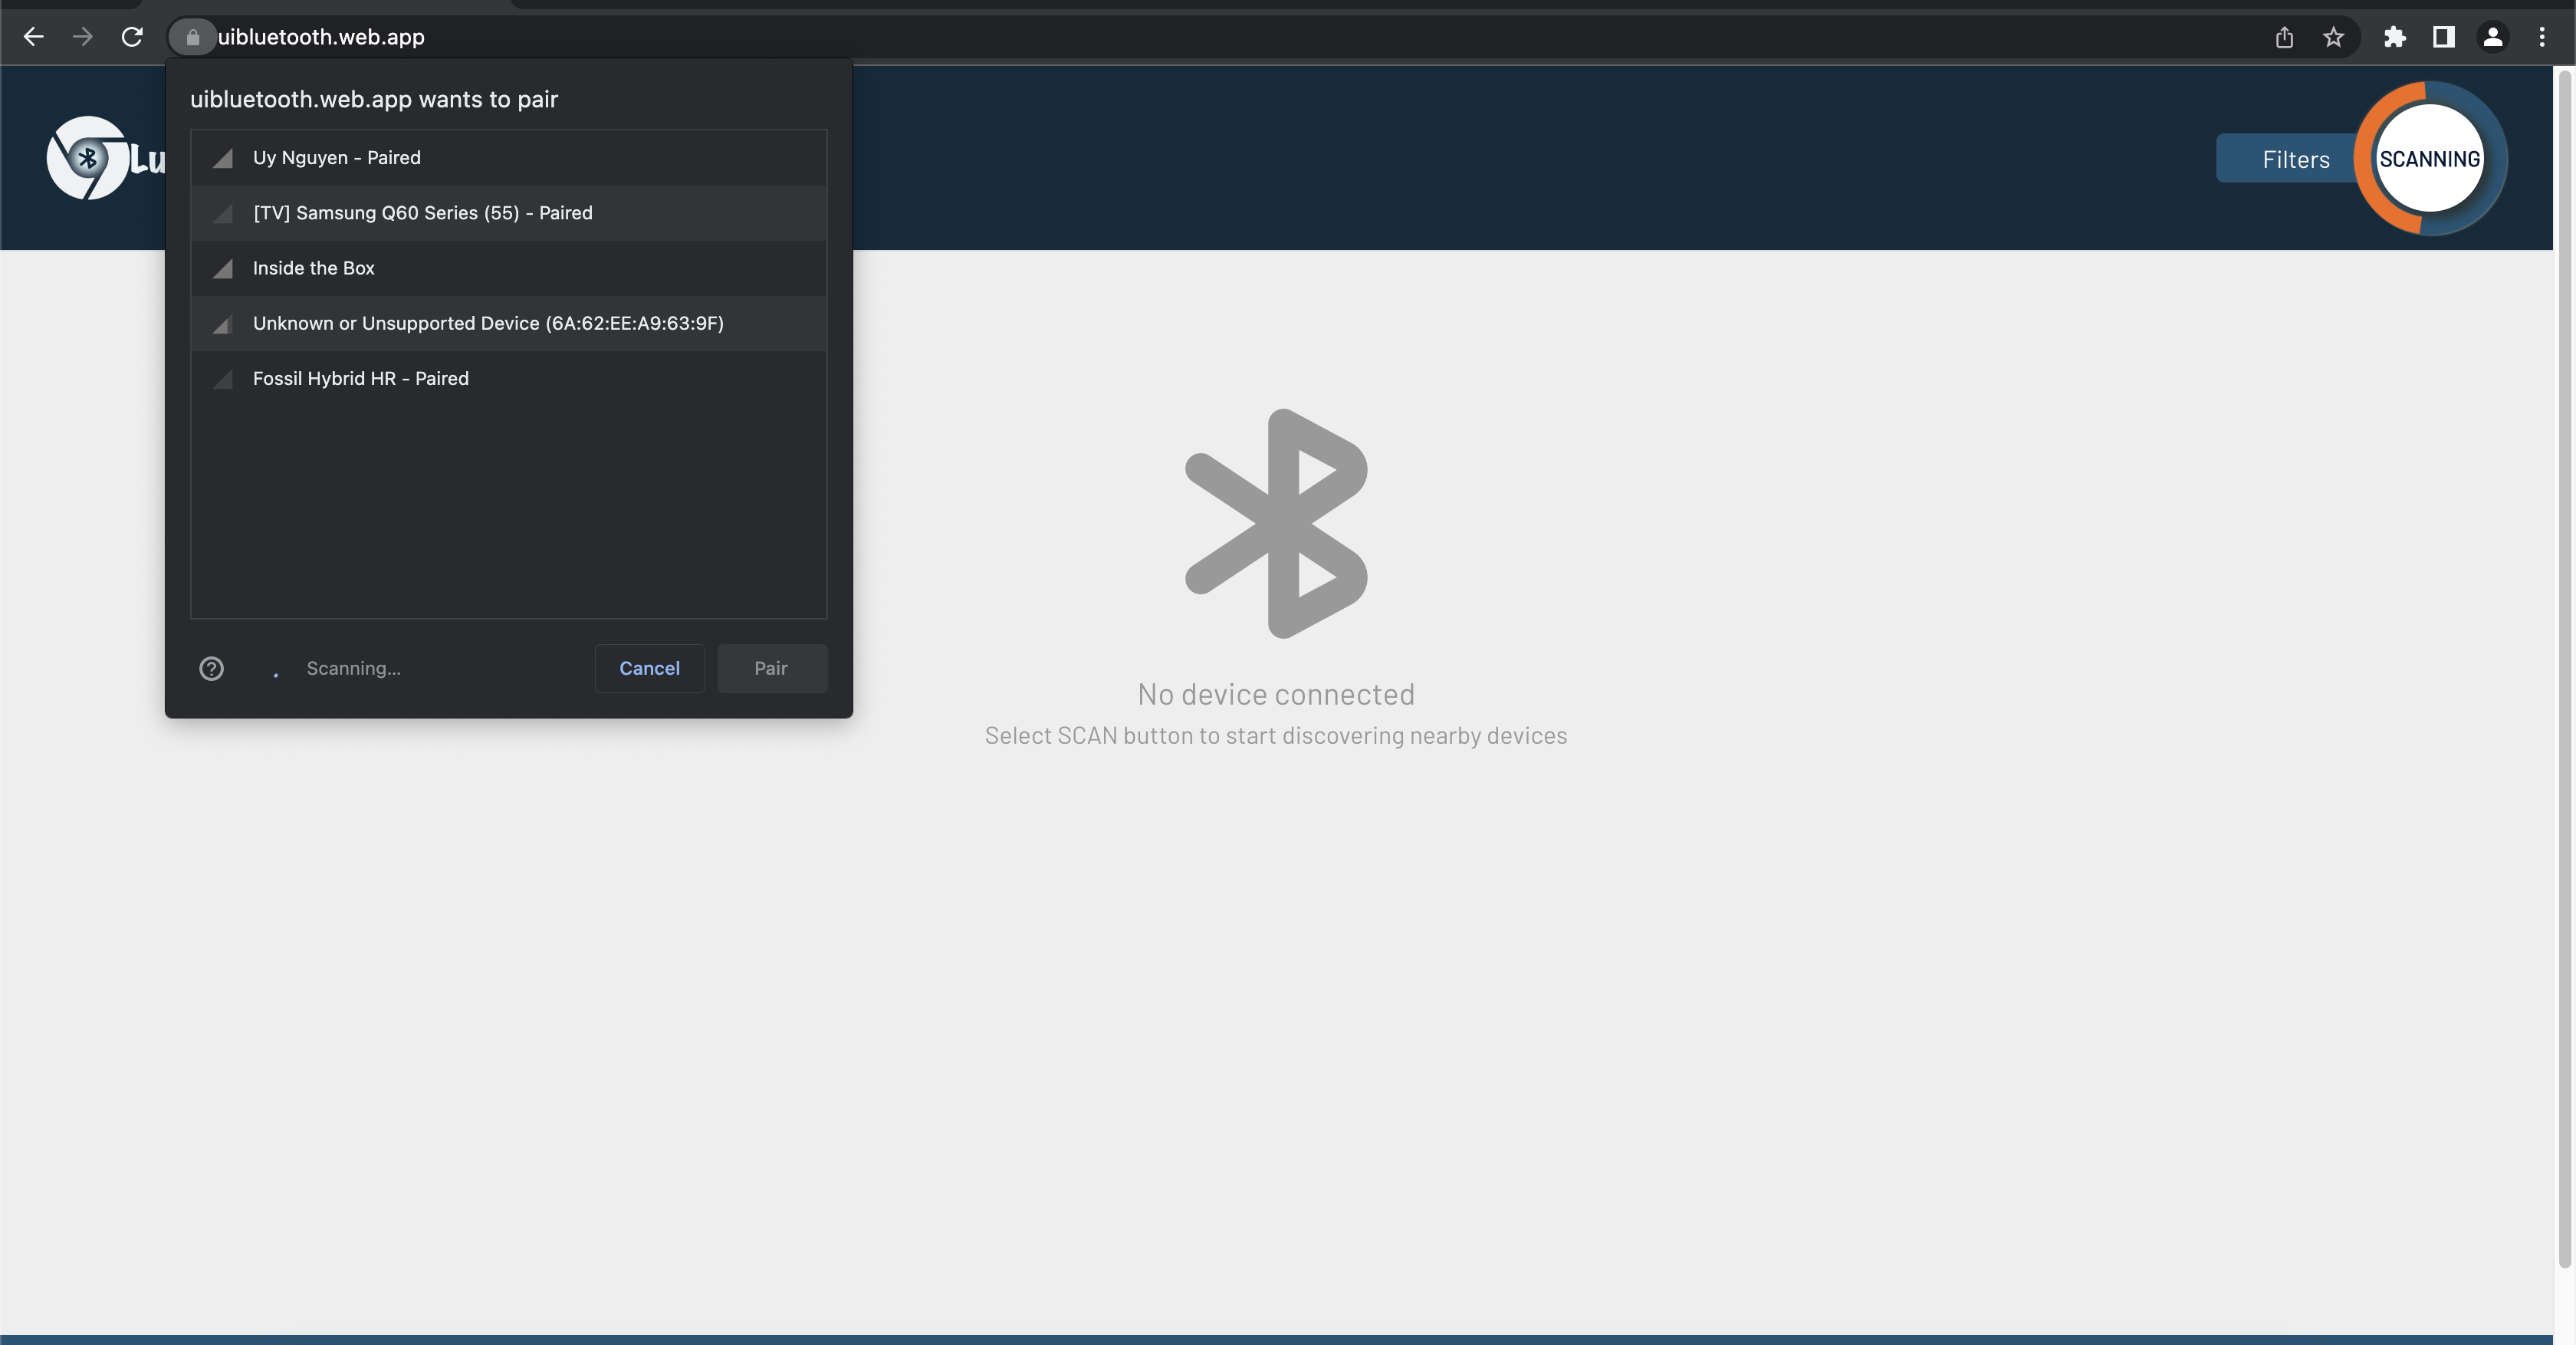 uibluetooth.web.app
uibluetooth.web.app wants to pair
Uy Nguyen - Paired
[TV] Samsung Q60 Series (55) - Paired
Inside the Box
Unknown or Unsupported Device (6A:62:EE:A9:63:9F)
Fossil Hybrid HR - Paired
Scanning...
Cancel
Pair
Lu
Filters
SCANNING
No device connected
Select SCAN button to start discovering nearby devices